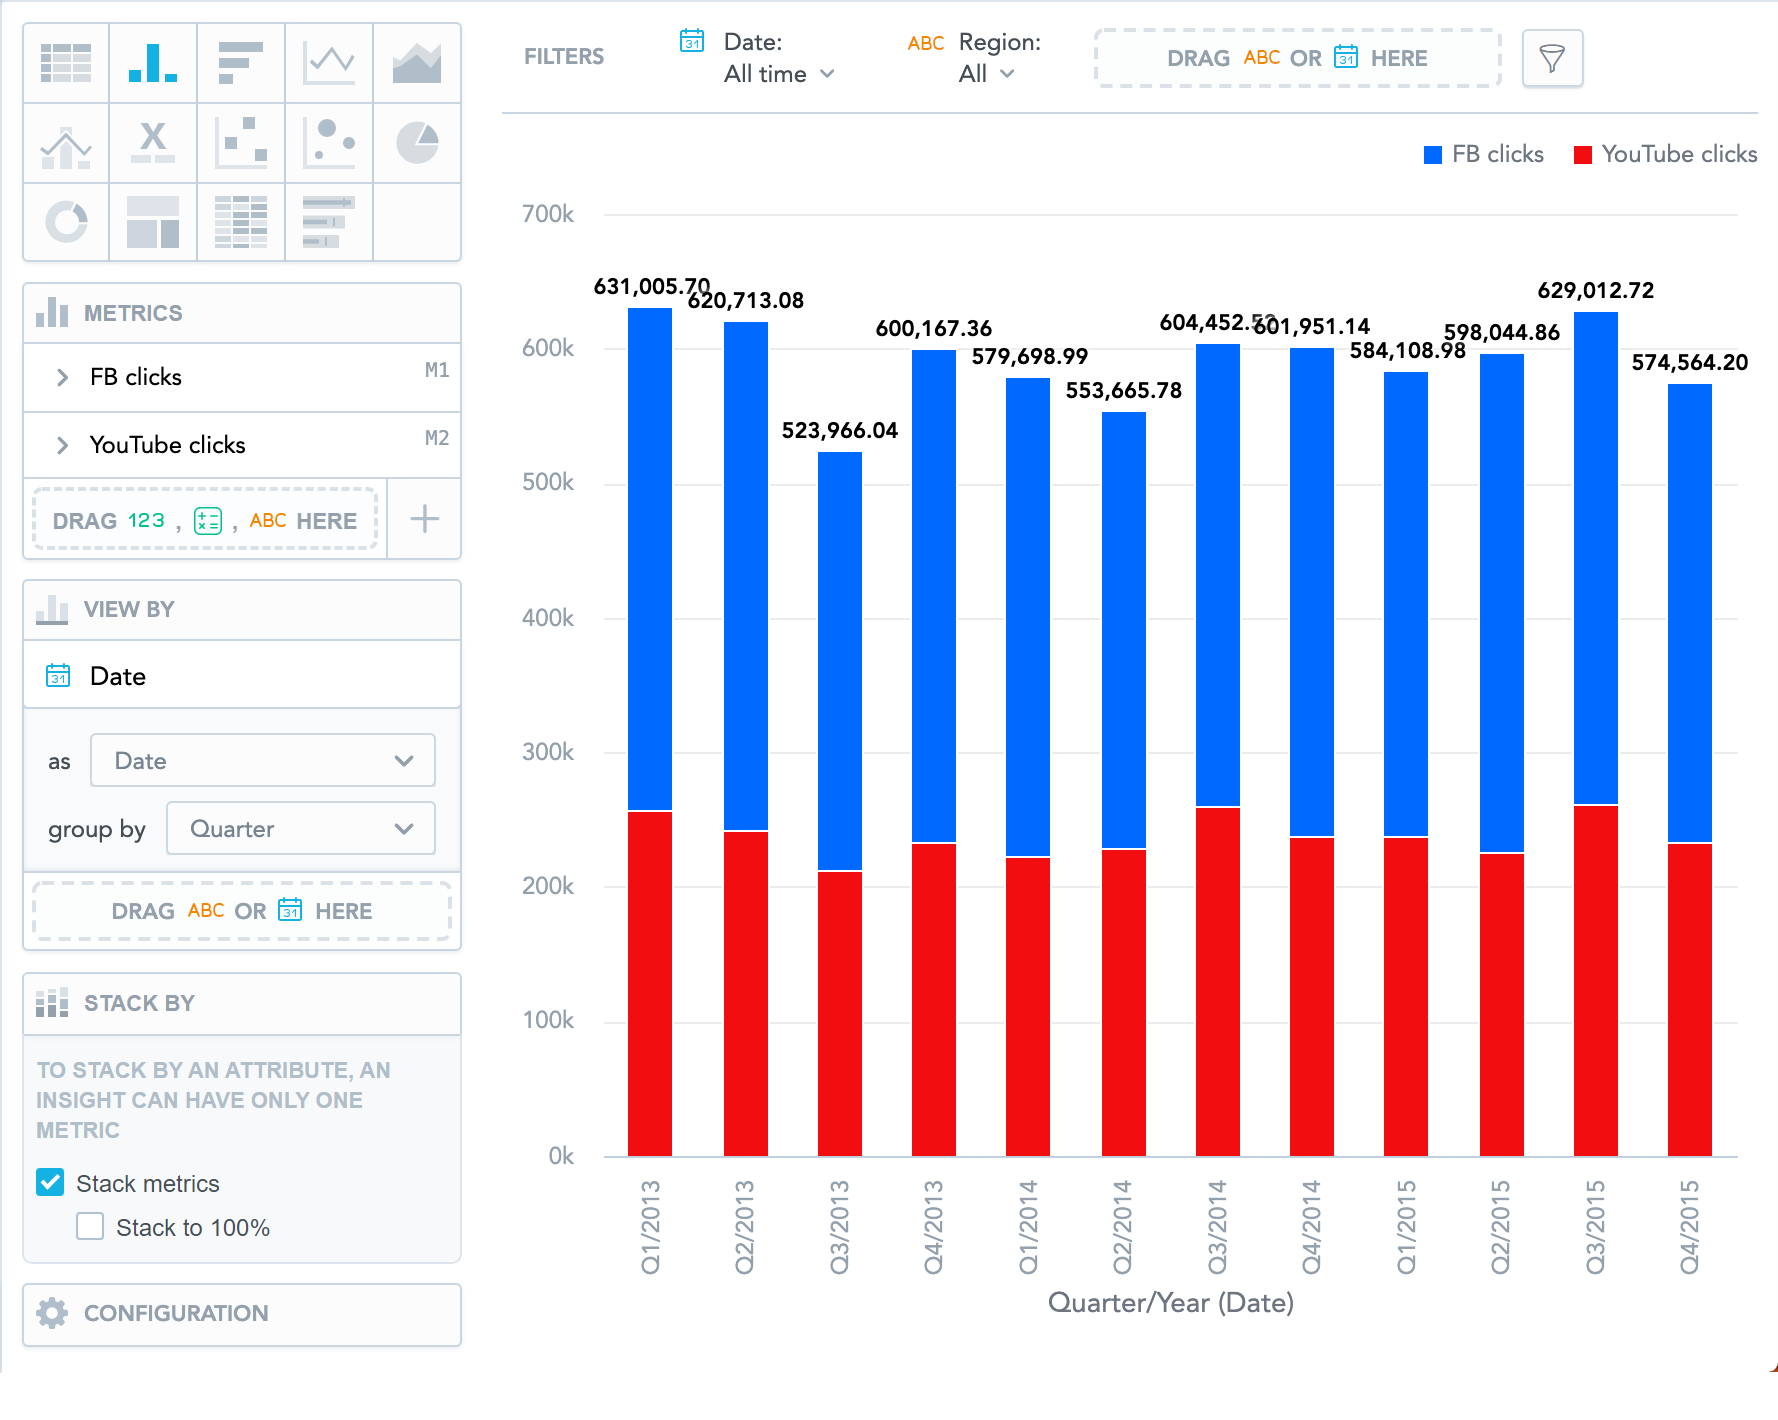 FILTERS
31 Date:
All time
ABC Region:
All
DRAG ABC OR 31 HERE
X
METRICS
FB clicks M1
YouTube clicks M2
DRAG 123 , + - × = , ABC HERE
+
VIEW BY
31 Date
as Date
group by Quarter
DRAG ABC OR 31 HERE
STACK BY
TO STACK BY AN ATTRIBUTE, AN
INSIGHT CAN HAVE ONLY ONE
METRIC
Stack metrics
Stack to 100%
CONFIGURATION
FB clicks YouTube clicks
700k
600k
500k
400k
300k
200k
100k
0k
631,005.70
620,713.08
523,966.04
600,167.36
579,698.99
553,665.78
604,452.52
601,951.14
584,108.98
598,044.86
629,012.72
574,564.20
Q1/2013
Q2/2013
Q3/2013
Q4/2013
Q1/2014
Q2/2014
Q3/2014
Q4/2014
Q1/2015
Q2/2015
Q3/2015
Q4/2015
Quarter/Year (Date)